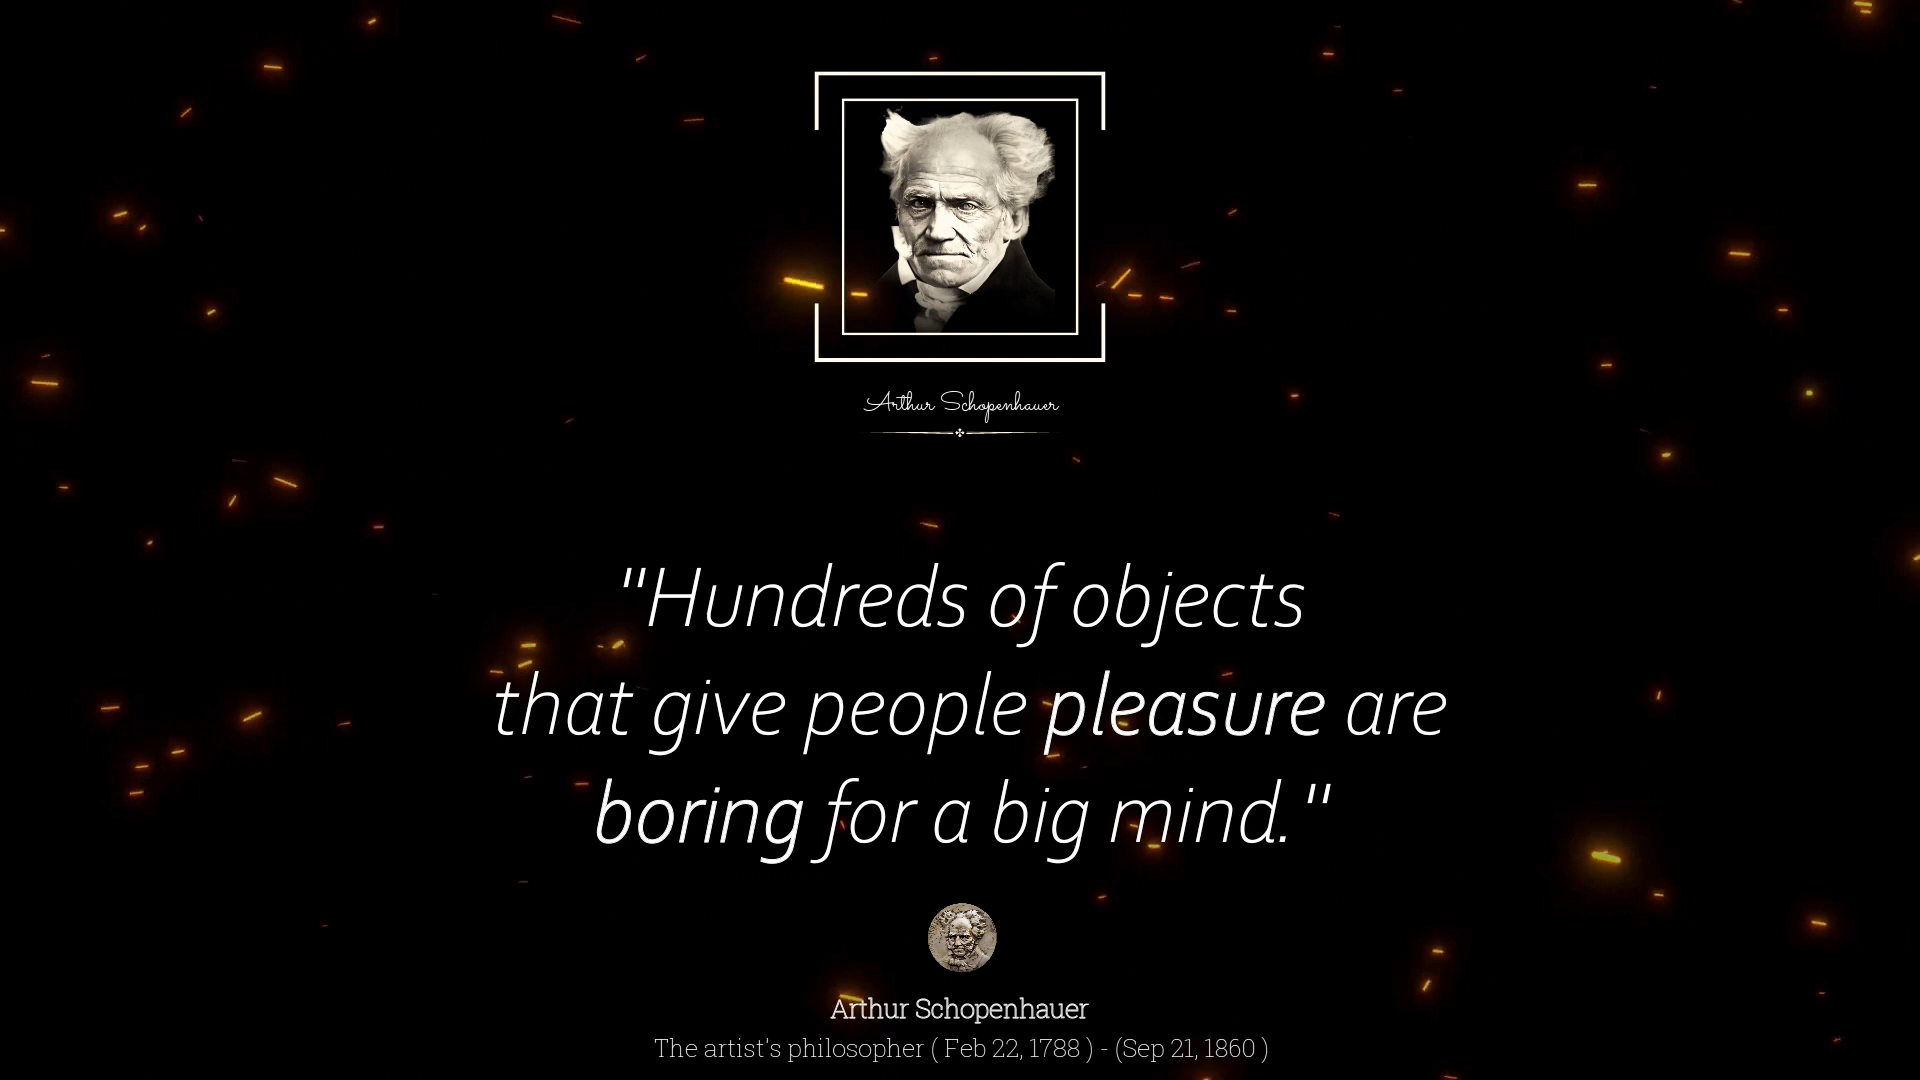 Arthur Schopenhauer
"Hundreds of objects
that give people pleasure are
boring for a big mind."
Arthur Schopenhauer
The artist's philosopher ( Feb 22, 1788 ) - (Sep 21, 1860 )